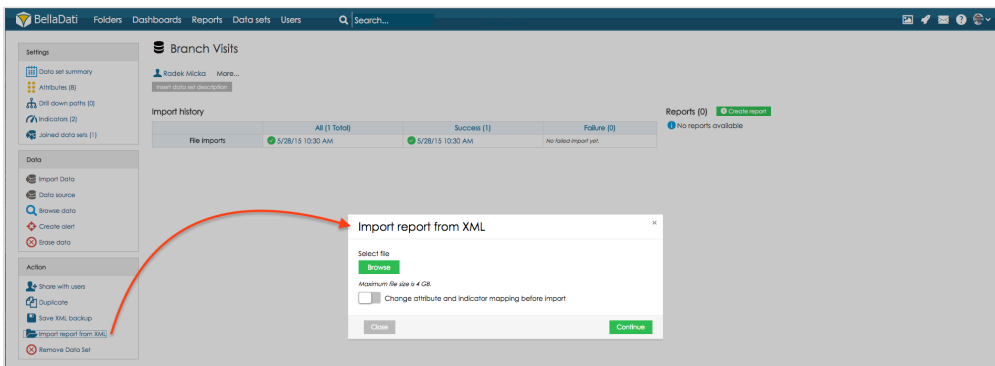 BellaDati Folders Dashboards Reports Data sets Users Search...
Settings
Data set summary
Attributes (8)
Drill down paths (0)
Indicators (2)
Joined data sets (1)
Data
Import Data
Data source
Browse data
Create alert
Erase data
Action
Share with users
Duplicate
Save XML backup
Import report from XML
Remove Data Set
Branch Visits
Radek Micka More...
Insert data set description
Import history
All (1 Total) Success (1) Failure (0)
File imports 5/28/15 10:30 AM 5/28/15 10:30 AM No failed import yet.
Reports (0) Create report
No reports available
Import report from XML ×
Select file
Browse
Maximum file size is 4 GB.
Change attribute and indicator mapping before import
Close Continue